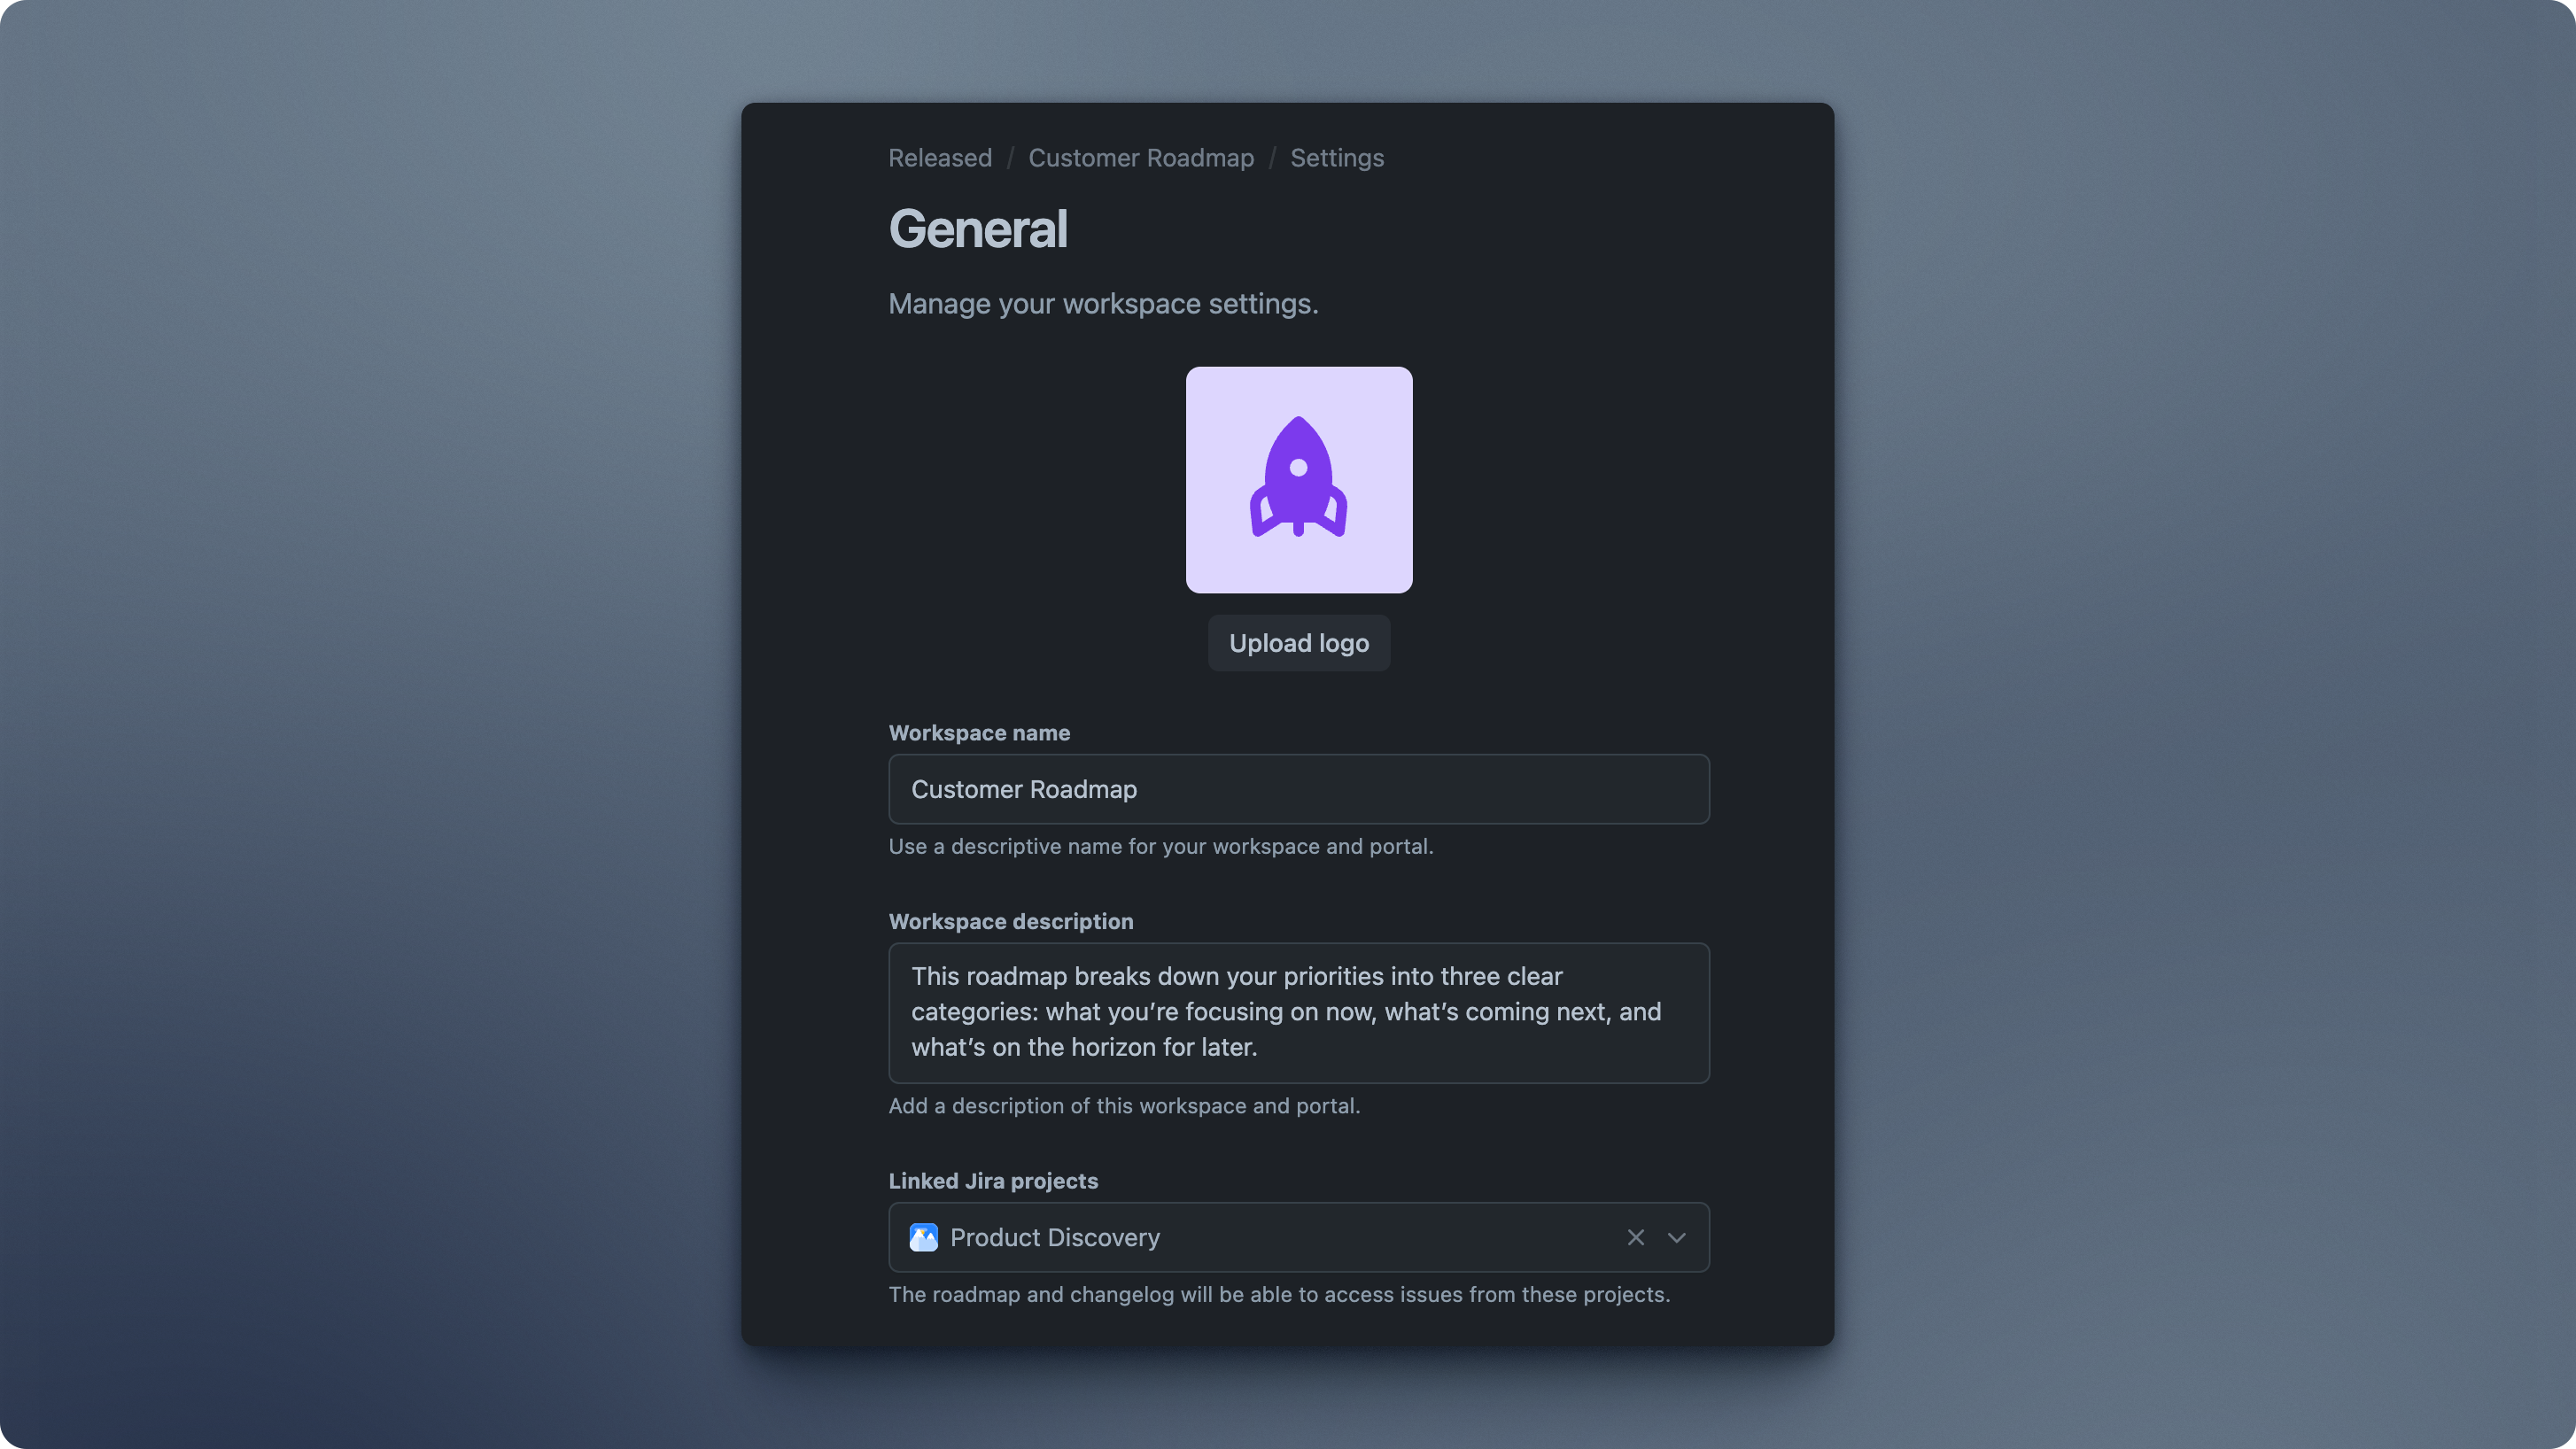 Released / Customer Roadmap / Settings
General
Manage your workspace settings.
Upload logo
Workspace name
Customer Roadmap
Use a descriptive name for your workspace and portal.
Workspace description
This roadmap breaks down your priorities into three clear
categories: what you’re focusing on now, what’s coming next, and
what’s on the horizon for later.
Add a description of this workspace and portal.
Linked Jira projects
Product Discovery
The roadmap and changelog will be able to access issues from these projects.